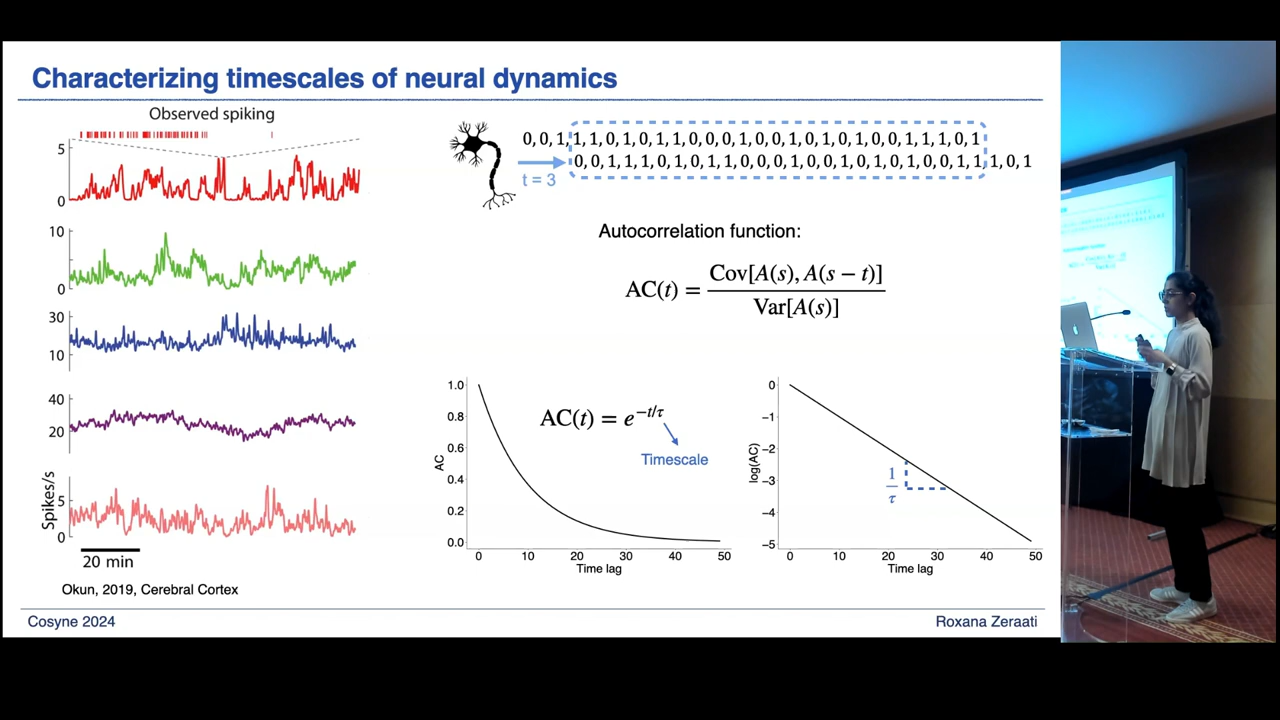 Characterizing timescales of neural dynamics
Observed spiking
5
0
10
0
30
10
40
20
Spikes/s
5
0
20 min
Okun, 2019, Cerebral Cortex
0,0,1,1,1,0,1,0,1,1,0,0,0,1,0,0,1,0,1,0,1,0,0,1,1,1,0,1
0,0,1,1,1,0,1,0,1,1,0,0,0,1,0,0,1,0,1,0,1,0,0,1,1,1,0,1
t = 3
Autocorrelation function:
AC(t) = Cov[A(s), A(s − t)] / Var[A(s)]
1.0
0.8
0.6
0.4
0.2
0.0
AC
AC(t) = e^{−t/τ}
Timescale
0 10 20 30 40 50
Time lag
0
−1
−2
−3
−4
−5
log(AC)
1/τ
0 10 20 30 40 50
Time lag
Cosyne 2024
Roxana Zeraati